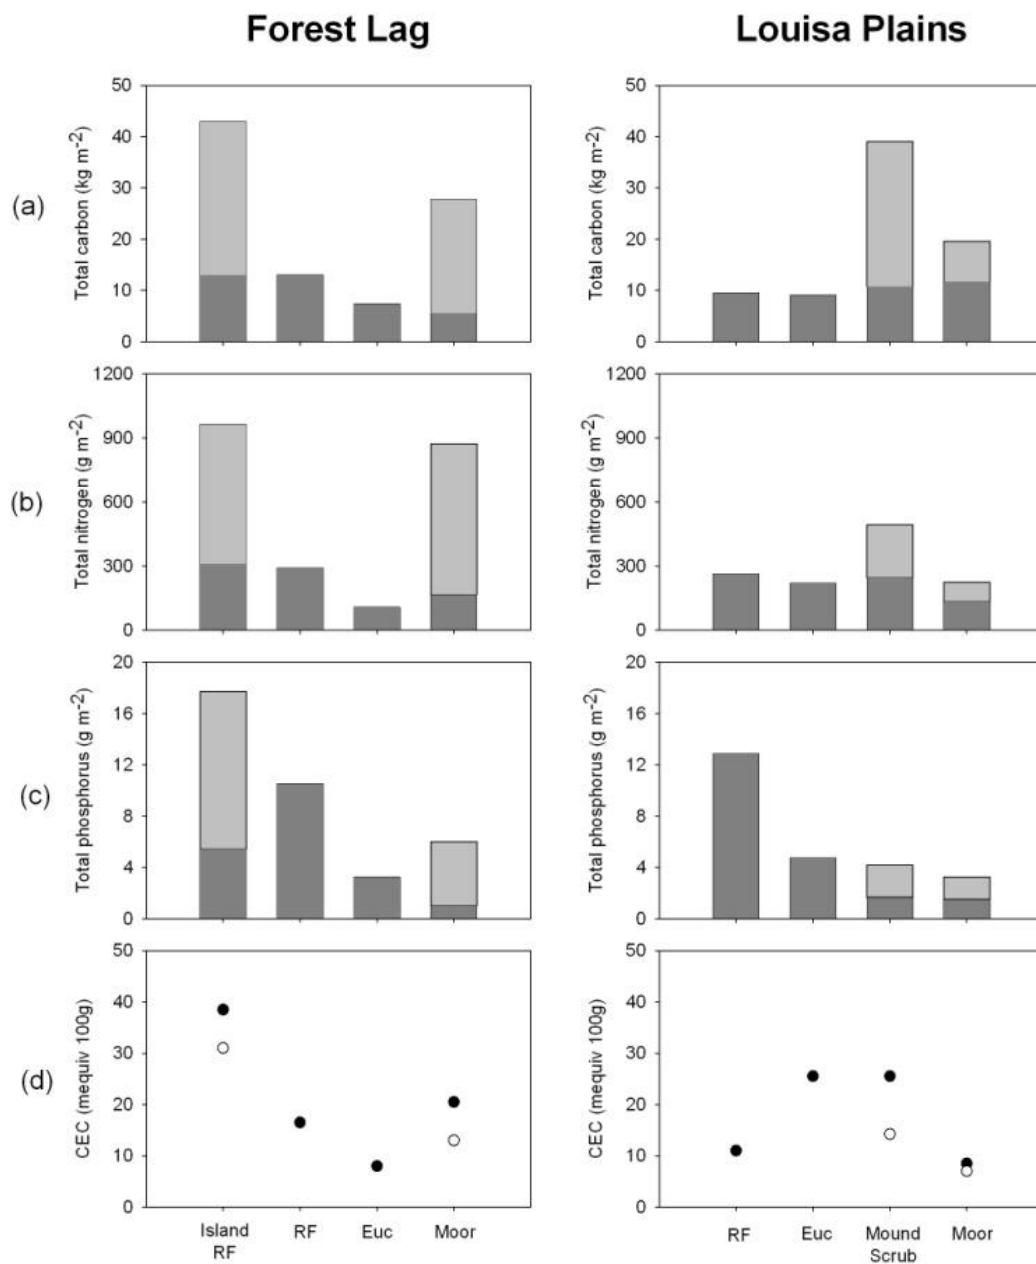 Forest Lag
Louisa Plains
(a)
Total carbon (kg m-2)
50
40
30
20
10
0
Total carbon (kg m-2)
50
40
30
20
10
0
(b)
Total nitrogen (g m-2)
1200
900
600
300
0
Total nitrogen (g m-2)
1200
900
600
300
0
(c)
Total phosphorus (g m-2)
20
16
12
8
4
0
Total phosphorus (g m-2)
20
16
12
8
4
0
(d)
CEC (mequiv 100g)
50
40
30
20
10
0
Island
RF
RF
Euc
Moor
CEC (mequiv 100g)
50
40
30
20
10
0
RF
Euc
Mound
Scrub
Moor